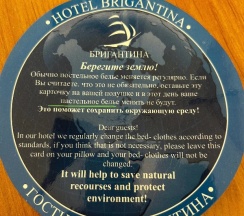 HOTEL BRIGANTINA
БРИГАНТИНА
Берегите землю!
Обычно постельное белье меняется регулярно. Если
Вы считаете, что это не обязательно, оставьте эту
карточку на вашей подушке и в этот день ваше
постельное белье менять не будут.
Это поможет сохранить окружающую среду!
Dear guests!
In our hotel we regularly change the bed- clothes according to
standards, if you think that is not necessary, please leave this
card on your pillow and your bed- clothes will not be
changed.
It will help to save natural
recourses and protect
environment!